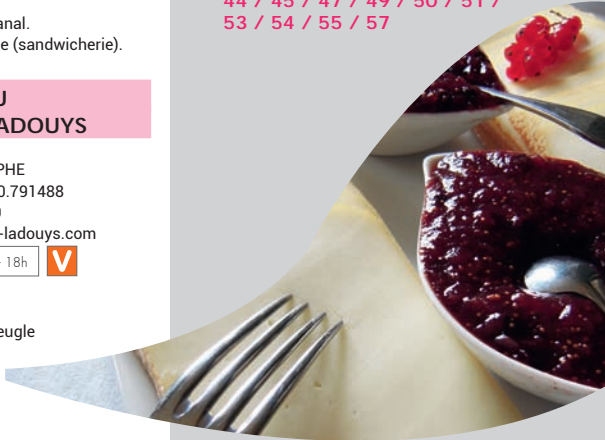 44 / 45 / 47 / 49 / 50 / 51 /
53 / 54 / 55 / 57
anal.
e (sandwicherie).
U
ADOUYS
PHE
0.791488
-ladouys.com
- 18h
V
eugle